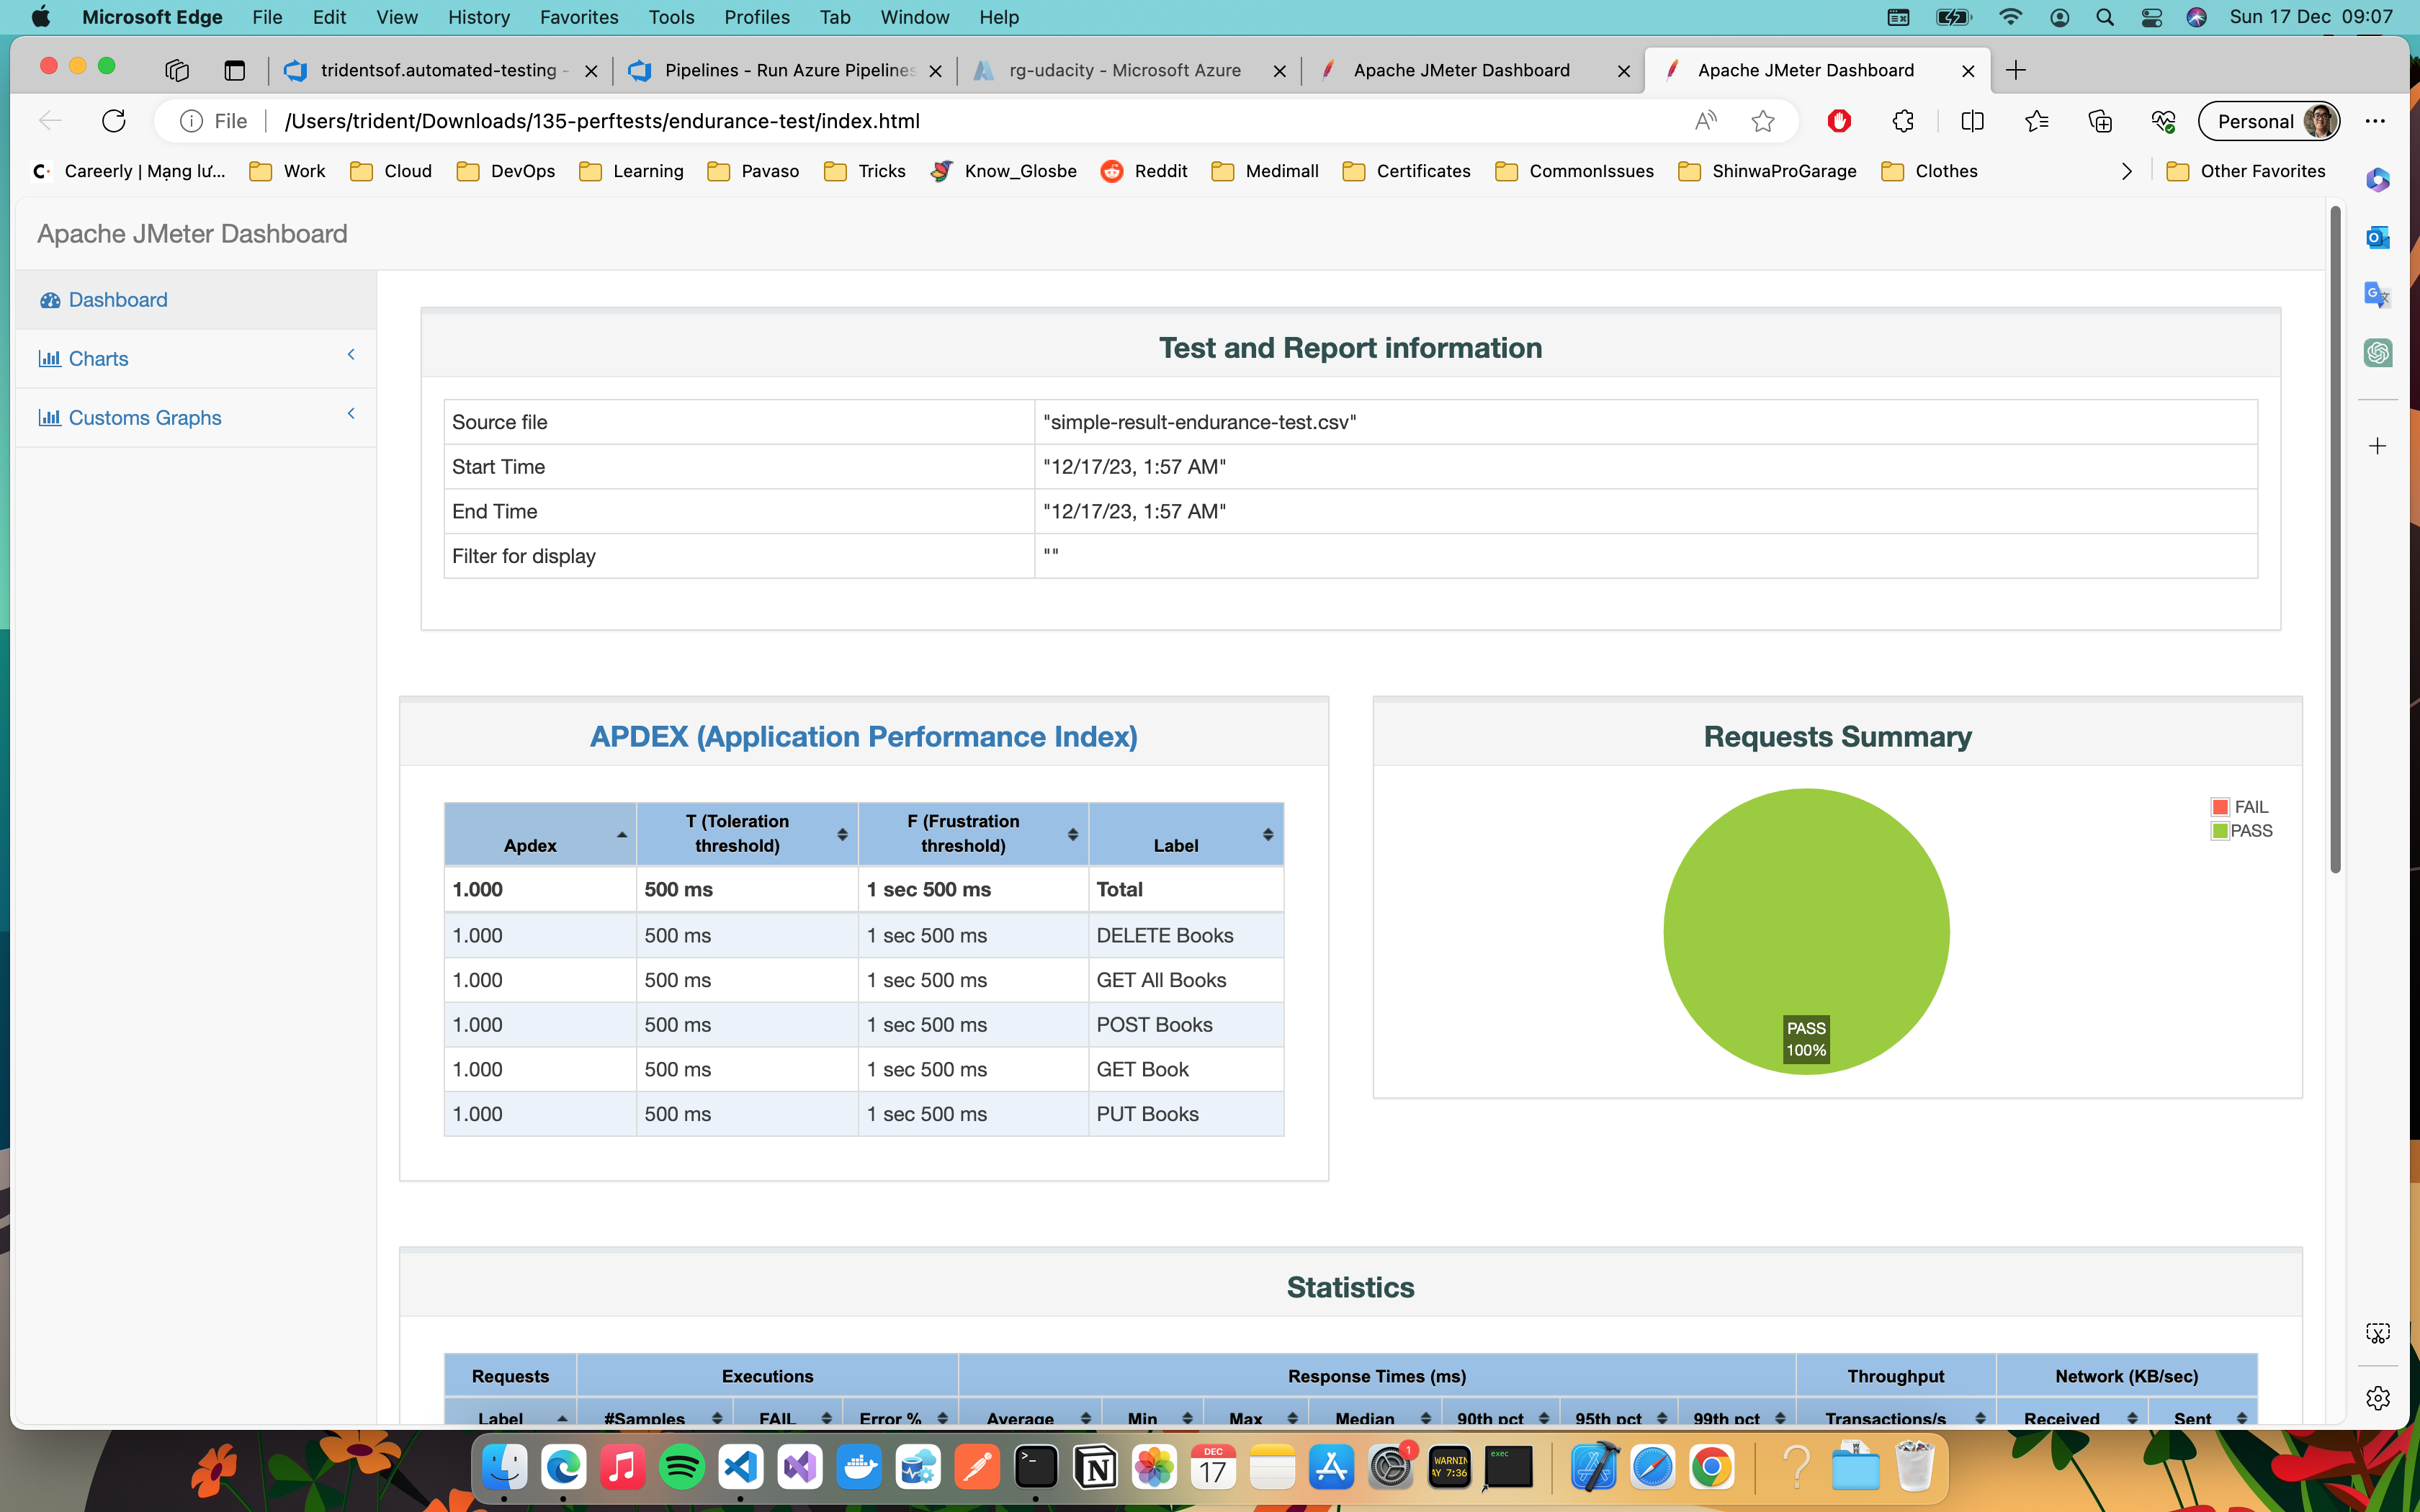 Microsoft Edge File Edit View History Favorites Tools Profiles Tab Window Help Sun 17 Dec 09:07
tridentsof.automated-testing - Pipelines - Run Azure Pipelines rg-udacity - Microsoft Azure Apache JMeter Dashboard Apache JMeter Dashboard
File /Users/trident/Downloads/135-perftests/endurance-test/index.html Personal
Careerly | Mạng lư... Work Cloud DevOps Learning Pavaso Tricks Know_Glosbe Reddit Medimall Certificates CommonIssues ShinwaProGarage Clothes Other Favorites
Apache JMeter Dashboard
Dashboard
Charts
Customs Graphs
Test and Report information
Source file "simple-result-endurance-test.csv"
Start Time "12/17/23, 1:57 AM"
End Time "12/17/23, 1:57 AM"
Filter for display ""
APDEX (Application Performance Index)
Apdex T (Toleration threshold) F (Frustration threshold) Label
1.000 500 ms 1 sec 500 ms Total
1.000 500 ms 1 sec 500 ms DELETE Books
1.000 500 ms 1 sec 500 ms GET All Books
1.000 500 ms 1 sec 500 ms POST Books
1.000 500 ms 1 sec 500 ms GET Book
1.000 500 ms 1 sec 500 ms PUT Books
Requests Summary
FAIL
PASS
PASS
100%
Statistics
Requests Executions Response Times (ms) Throughput Network (KB/sec)
Label #Samples FAIL Error % Average Min Max Median 90th pct 95th pct 99th pct Transactions/s Received Sent
DEC
17
1
WARNIN
AY 7:36
exec